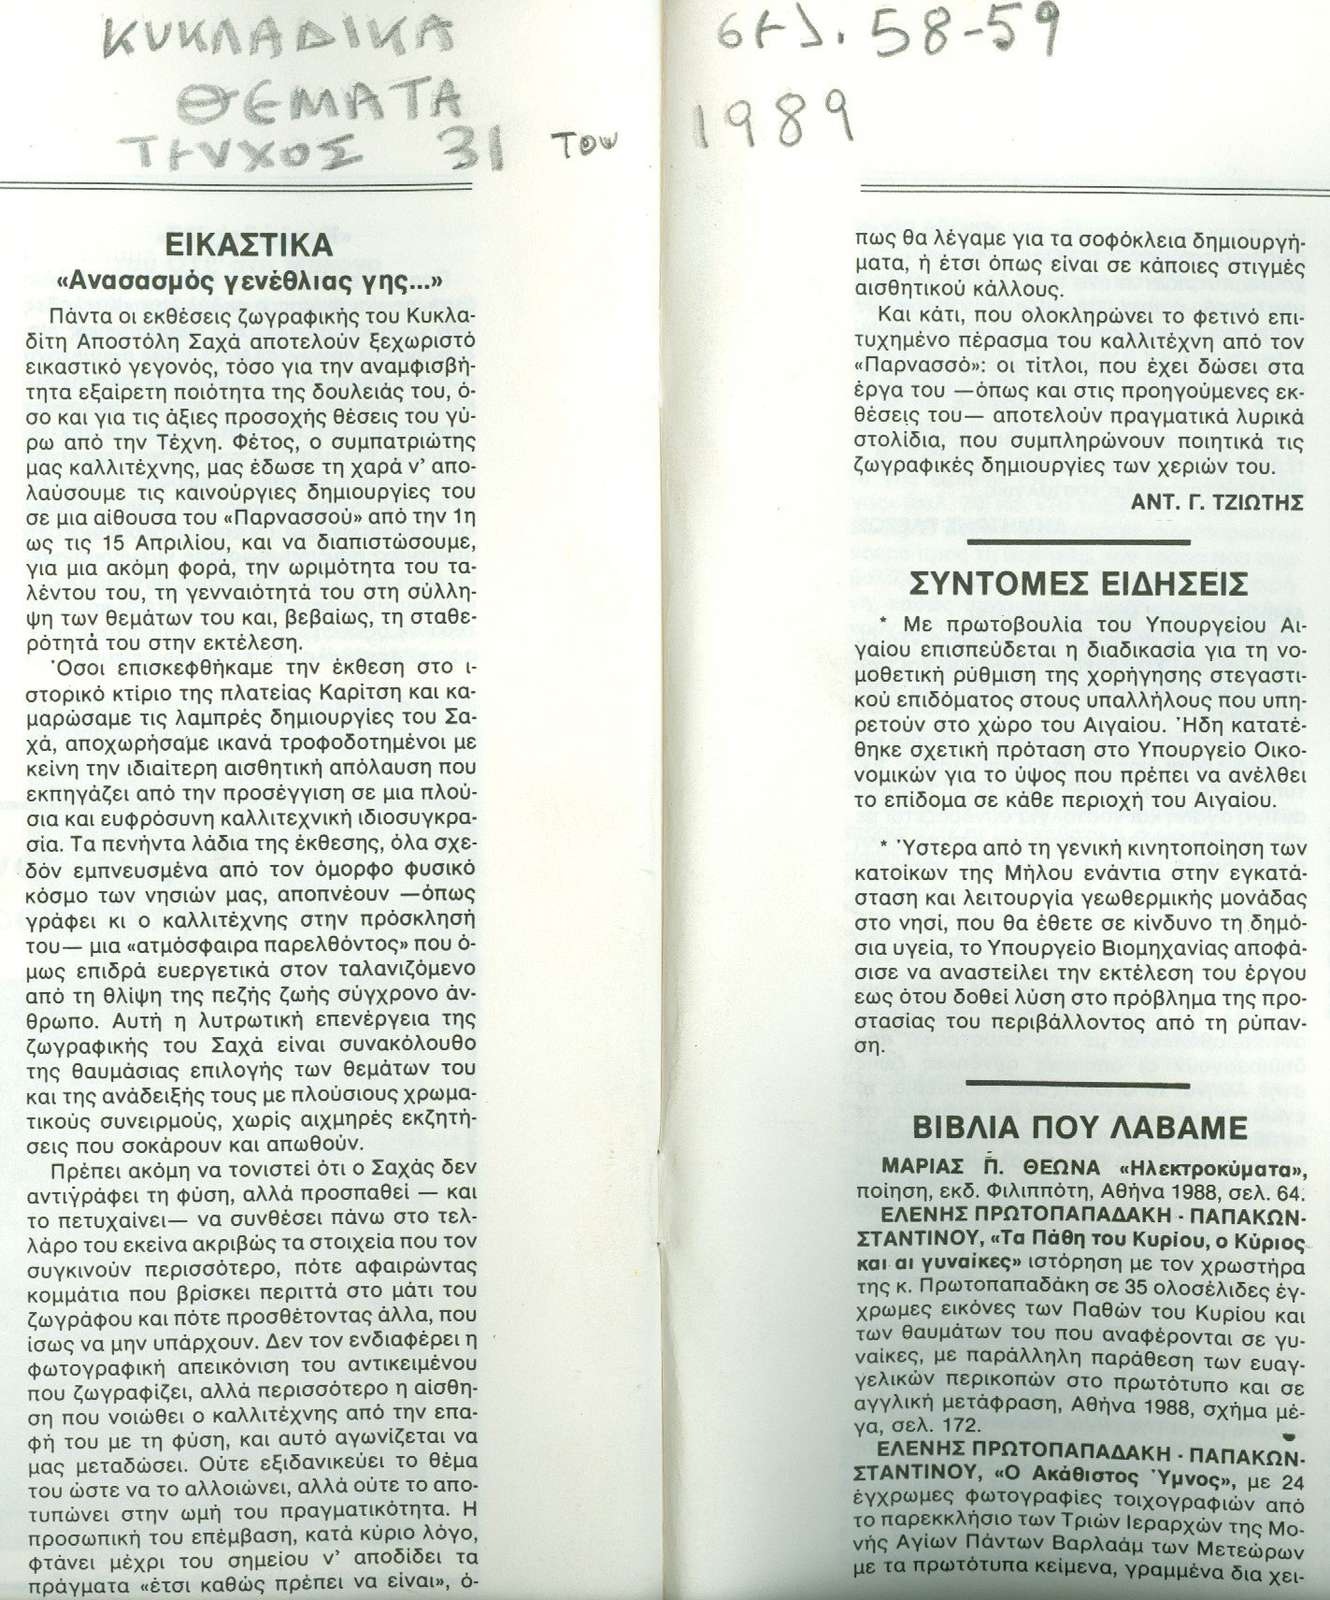 ΚΥΚΛΑΔΙΚΑ
ΘΕΜΑΤΑ
ΤΕΥΧΟΣ 31 του
σελ. 58-59
1989
ΕΙΚΑΣΤΙΚΑ
«Ανασασμός γενέθλιας γης...»
Πάντα οι εκθέσεις ζωγραφικής του Κυκλα-
δίτη Αποστόλη Σαχά αποτελούν ξεχωριστό
εικαστικό γεγονός, τόσο για την αναμφισβή-
τητα εξαίρετη ποιότητα της δουλειάς του, ό-
σο και για τις άξιες προσοχής θέσεις του γύ-
ρω από την Τέχνη. Φέτος, ο συμπατριώτης
μας καλλιτέχνης, μας έδωσε τη χαρά ν' απο-
λαύσουμε τις καινούργιες δημιουργίες του
σε μια αίθουσα του «Παρνασσού» από την 1η
ως τις 15 Απριλίου, και να διαπιστώσουμε,
για μια ακόμη φορά, την ωριμότητα του τα-
λέντου του, τη γενναιότητά του στη σύλλη-
ψη των θεμάτων του και, βεβαίως, τη σταθε-
ρότητά του στην εκτέλεση.
Όσοι επισκεφθήκαμε την έκθεση στο ι-
στορικό κτίριο της πλατείας Καρίτση και κα-
μαρώσαμε τις λαμπρές δημιουργίες του Σα-
χά, αποχωρήσαμε ικανά τροφοδοτημένοι με
κείνη την ιδιαίτερη αισθητική απόλαυση που
εκπηγάζει από την προσέγγιση σε μια πλού-
σια και ευφρόσυνη καλλιτεχνική ιδιοσυγκρα-
σία. Τα πενήντα λάδια της έκθεσης, όλα σχε-
δόν εμπνευσμένα από τον όμορφο φυσικό
κόσμο των νησιών μας, αποπνέουν —όπως
γράφει κι ο καλλιτέχνης στην πρόσκλησή
του— μια «ατμόσφαιρα παρελθόντος» που ό-
μως επιδρά ευεργετικά στον ταλανιζόμενο
από τη θλίψη της πεζής ζωής σύγχρονο άν-
θρωπο. Αυτή η λυτρωτική επενέργεια της
ζωγραφικής του Σαχά είναι συνακόλουθο
της θαυμάσιας επιλογής των θεμάτων του
και της ανάδειξής τους με πλούσιους χρωμα-
τικούς συνειρμούς, χωρίς αιχμηρές εκζητή-
σεις που σοκάρουν και απωθούν.
Πρέπει ακόμη να τονιστεί ότι ο Σαχάς δεν
αντιγράφει τη φύση, αλλά προσπαθεί — και
το πετυχαίνει— να συνθέσει πάνω στο τελ-
λάρο του εκείνα ακριβώς τα στοιχεία που τον
συγκινούν περισσότερο, πότε αφαιρώντας
κομμάτια που βρίσκει περιττά στο μάτι του
ζωγράφου και πότε προσθέτοντας άλλα, που
ίσως να μην υπάρχουν. Δεν τον ενδιαφέρει η
φωτογραφική απεικόνιση του αντικειμένου
που ζωγραφίζει, αλλά περισσότερο η αίσθη-
ση που νοιώθει ο καλλιτέχνης από την επα-
φή του με τη φύση, και αυτό αγωνίζεται να
μας μεταδώσει. Ούτε εξιδανικεύει το θέμα
του ώστε να το αλλοιώνει, αλλά ούτε το απο-
τυπώνει στην ωμή του πραγματικότητα. Η
προσωπική του επέμβαση, κατά κύριο λόγο,
φτάνει μέχρι του σημείου ν' αποδίδει τα
πράγματα «έτσι καθώς πρέπει να είναι», ό-
πως θα λέγαμε για τα σοφόκλεια δημιουργή-
ματα, ή έτσι όπως είναι σε κάποιες στιγμές
αισθητικού κάλλους.
Και κάτι, που ολοκληρώνει το φετινό επι-
τυχημένο πέρασμα του καλλιτέχνη από τον
«Παρνασσό»: οι τίτλοι, που έχει δώσει στα
έργα του —όπως και στις προηγούμενες εκ-
θέσεις του— αποτελούν πραγματικά λυρικά
στολίδια, που συμπληρώνουν ποιητικά τις
ζωγραφικές δημιουργίες των χεριών του.
ΑΝΤ. Γ. ΤΖΙΩΤΗΣ
ΣΥΝΤΟΜΕΣ ΕΙΔΗΣΕΙΣ
* Με πρωτοβουλία του Υπουργείου Αι-
γαίου επισπεύδεται η διαδικασία για τη νο-
μοθετική ρύθμιση της χορήγησης στεγαστι-
κού επιδόματος στους υπαλλήλους που υπη-
ρετούν στο χώρο του Αιγαίου. Ήδη κατατέ-
θηκε σχετική πρόταση στο Υπουργείο Οικο-
νομικών για το ύψος που πρέπει να ανέλθει
το επίδομα σε κάθε περιοχή του Αιγαίου.
* Ύστερα από τη γενική κινητοποίηση των
κατοίκων της Μήλου ενάντια στην εγκατά-
σταση και λειτουργία γεωθερμικής μονάδας
στο νησί, που θα έθετε σε κίνδυνο τη δημό-
σια υγεία, το Υπουργείο Βιομηχανίας αποφά-
σισε να αναστείλει την εκτέλεση του έργου
εως ότου δοθεί λύση στο πρόβλημα της προ-
στασίας του περιβάλλοντος από τη ρύπαν-
ση.
ΒΙΒΛΙΑ ΠΟΥ ΛΑΒΑΜΕ
ΜΑΡΙΑΣ Π. ΘΕΩΝΑ «Ηλεκτροκύματα»,
ποίηση, εκδ. Φιλιππότη, Αθήνα 1988, σελ. 64.
ΕΛΕΝΗΣ ΠΡΩΤΟΠΑΠΑΔΑΚΗ - ΠΑΠΑΚΩΝ-
ΣΤΑΝΤΙΝΟΥ, «Τα Πάθη του Κυρίου, ο Κύριος
και αι γυναίκες» ιστόρηση με τον χρωστήρα
της κ. Πρωτοπαπαδάκη σε 35 ολοσέλιδες έγ-
χρωμες εικόνες των Παθών του Κυρίου και
των θαυμάτων του που αναφέρονται σε γυ-
ναίκες, με παράλληλη παράθεση των ευαγ-
γελικών περικοπών στο πρωτότυπο και σε
αγγλική μετάφραση, Αθήνα 1988, σχήμα μέ-
γα, σελ. 172.
ΕΛΕΝΗΣ ΠΡΩΤΟΠΑΠΑΔΑΚΗ - ΠΑΠΑΚΩΝ-
ΣΤΑΝΤΙΝΟΥ, «Ο Ακάθιστος Ύμνος», με 24
έγχρωμες φωτογραφίες τοιχογραφιών από
το παρεκκλήσιο των Τριών Ιεραρχών της Μο-
νής Αγίων Πάντων Βαρλαάμ των Μετεώρων
με τα πρωτότυπα κείμενα, γραμμένα δια χει-